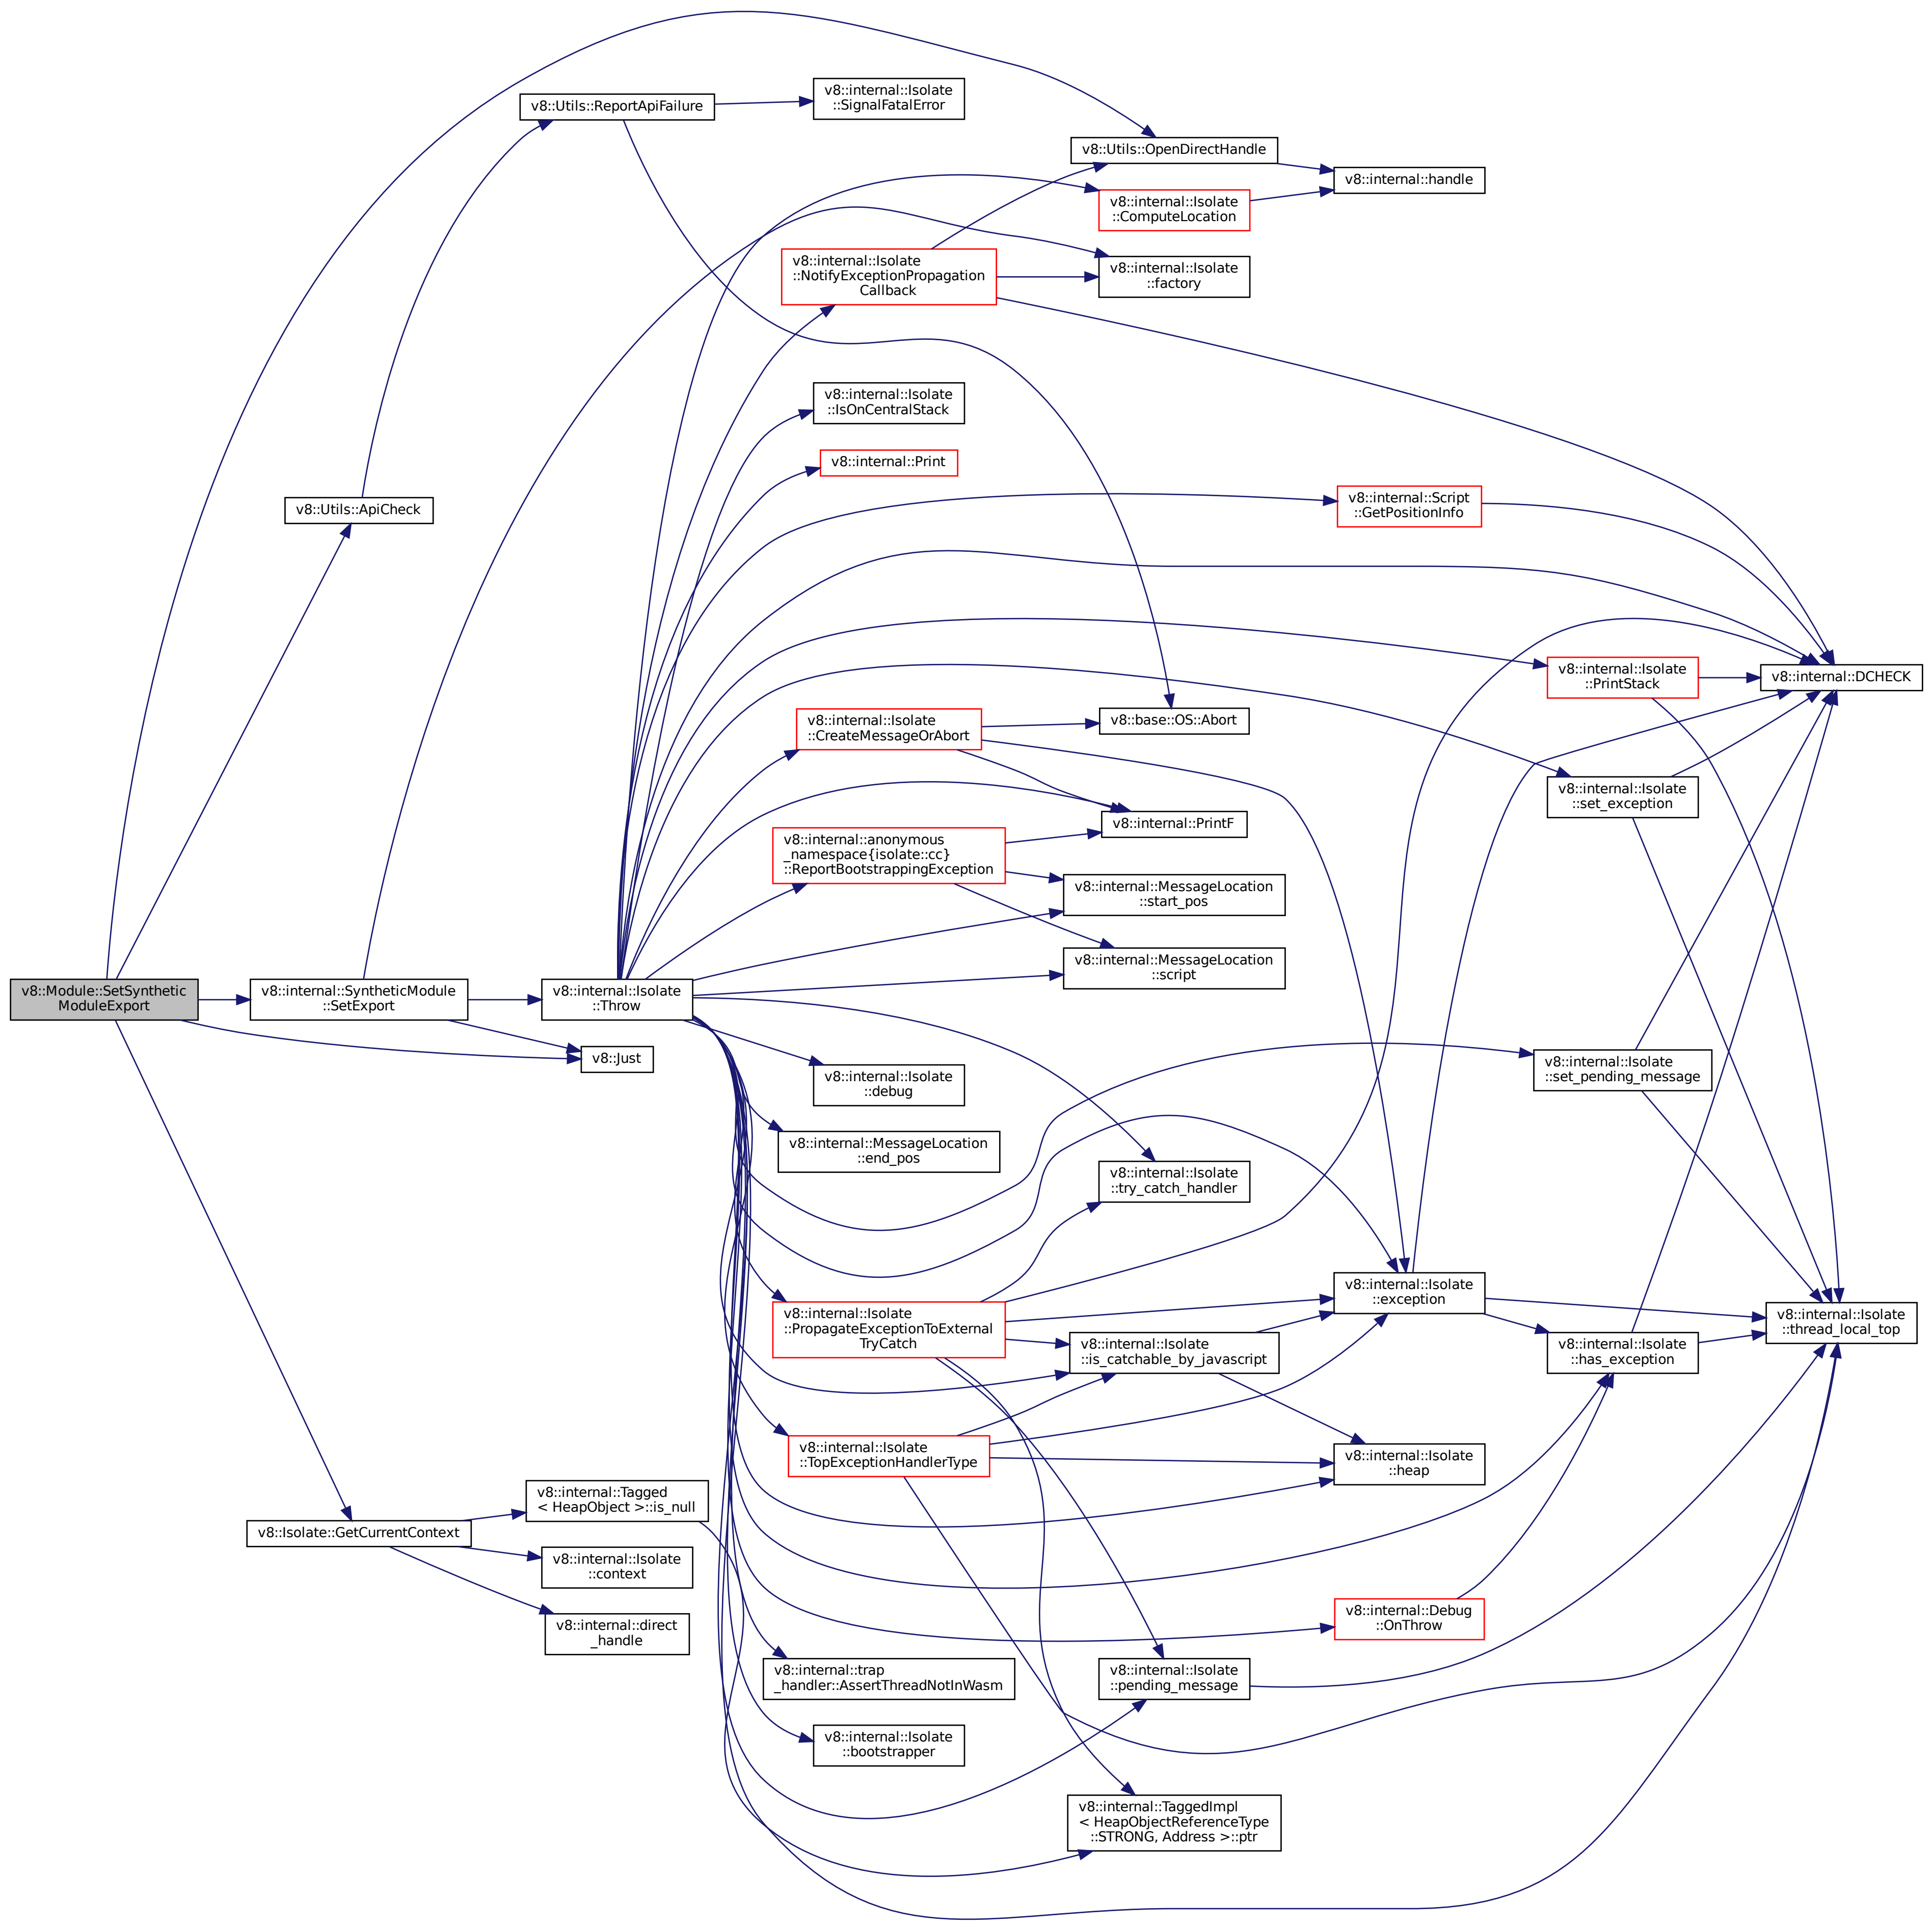 v8::Module::SetSynthetic
ModuleExport
v8::Utils::ApiCheck
v8::internal::SyntheticModule
::SetExport
v8::Isolate::GetCurrentContext
v8::Utils::ReportApiFailure
v8::internal::Isolate
::Throw
v8::Just
v8::internal::Tagged
< HeapObject >::is_null
v8::internal::Isolate
::context
v8::internal::direct
_handle
v8::internal::Isolate
::SignalFatalError
v8::internal::Isolate
::NotifyExceptionPropagation
Callback
v8::internal::Isolate
::IsOnCentralStack
v8::internal::Print
v8::internal::Isolate
::CreateMessageOrAbort
v8::internal::anonymous
_namespace{isolate::cc}
::ReportBootstrappingException
v8::internal::Isolate
::debug
v8::internal::MessageLocation
::end_pos
v8::internal::Isolate
::PropagateExceptionToExternal
TryCatch
v8::internal::Isolate
::TopExceptionHandlerType
v8::internal::trap
_handler::AssertThreadNotInWasm
v8::internal::Isolate
::bootstrapper
v8::Utils::OpenDirectHandle
v8::internal::Isolate
::ComputeLocation
v8::internal::Isolate
::factory
v8::base::OS::Abort
v8::internal::PrintF
v8::internal::MessageLocation
::start_pos
v8::internal::MessageLocation
::script
v8::internal::Isolate
::try_catch_handler
v8::internal::Isolate
::is_catchable_by_javascript
v8::internal::Isolate
::pending_message
v8::internal::TaggedImpl
< HeapObjectReferenceType
::STRONG, Address >::ptr
v8::internal::handle
v8::internal::Script
::GetPositionInfo
v8::internal::Isolate
::exception
v8::internal::Isolate
::heap
v8::internal::Debug
::OnThrow
v8::internal::Isolate
::PrintStack
v8::internal::Isolate
::set_exception
v8::internal::Isolate
::set_pending_message
v8::internal::Isolate
::has_exception
v8::internal::DCHECK
v8::internal::Isolate
::thread_local_top